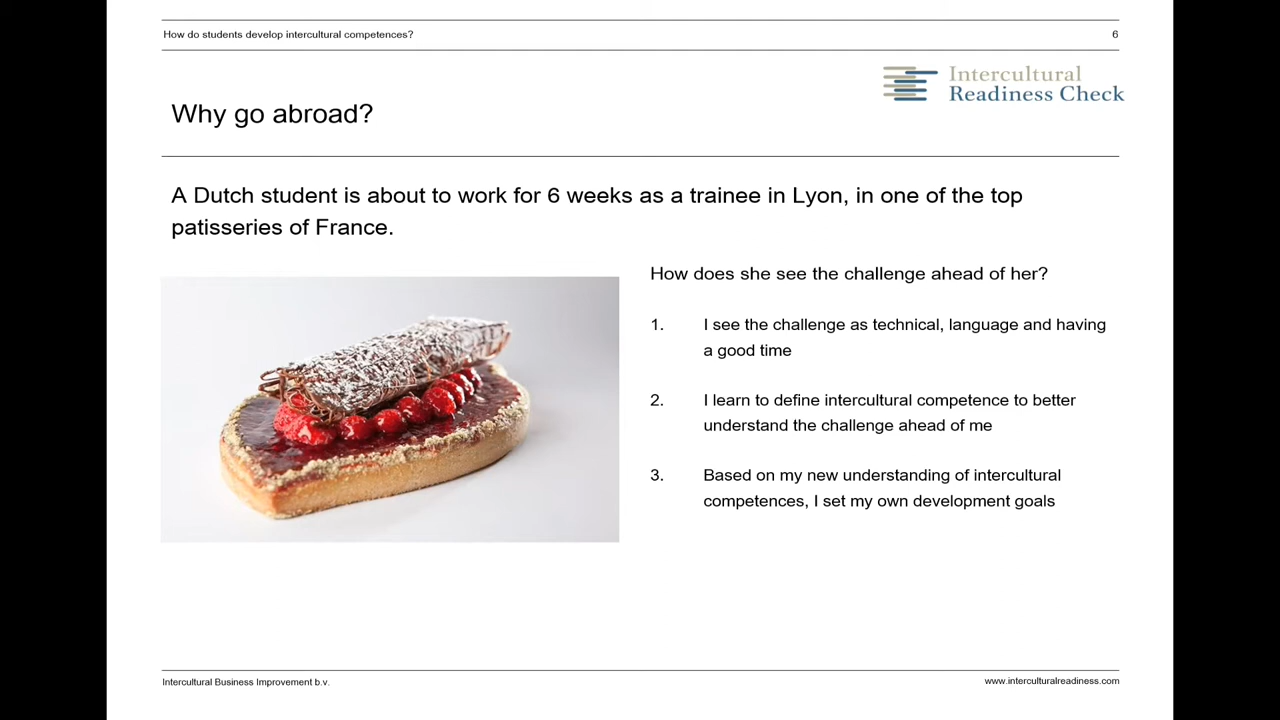 How do students develop intercultural competences?
6
Intercultural
Readiness Check
Why go abroad?
A Dutch student is about to work for 6 weeks as a trainee in Lyon, in one of the top
patisseries of France.
How does she see the challenge ahead of her?
1. I see the challenge as technical, language and having
a good time
2. I learn to define intercultural competence to better
understand the challenge ahead of me
3. Based on my new understanding of intercultural
competences, I set my own development goals
Intercultural Business Improvement b.v.
www.interculturalreadiness.com